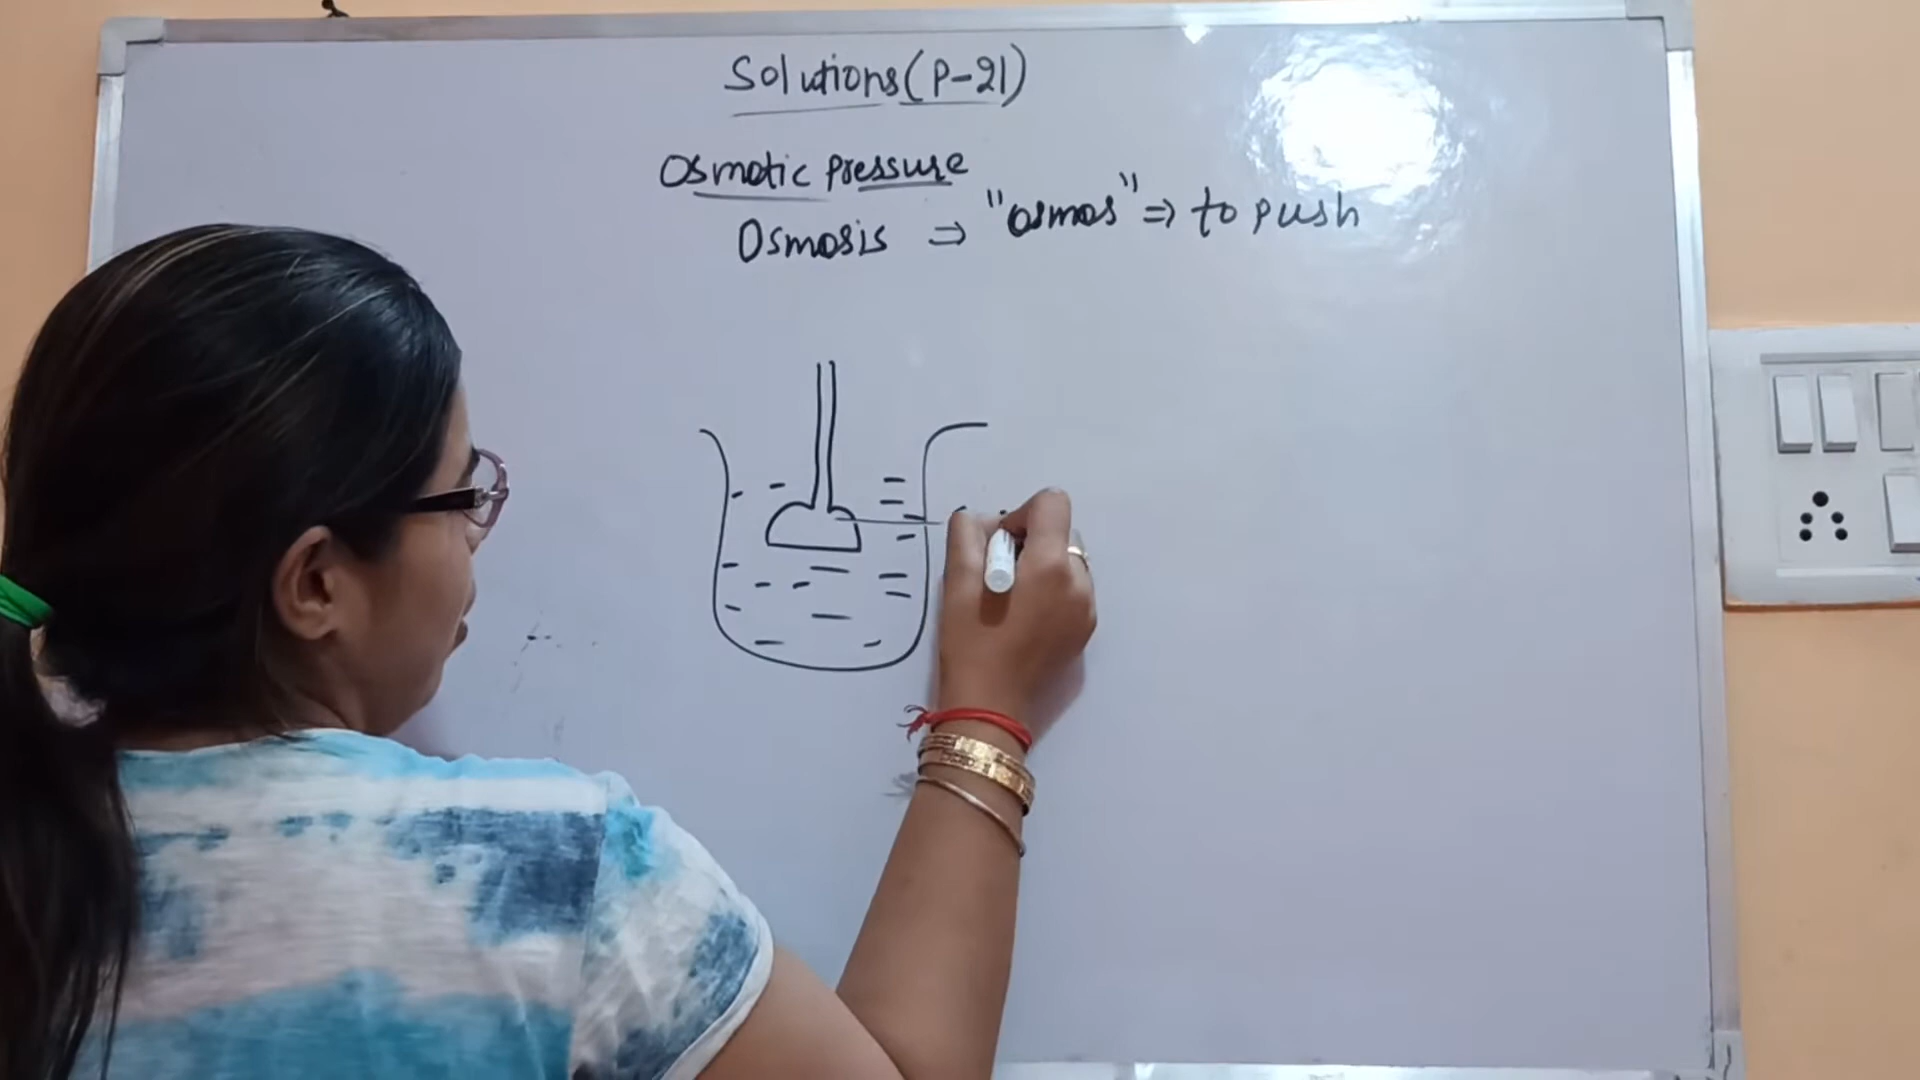 Solutions (P-21)
Osmotic Pressure
Osmosis ⇒ "osmos" ⇒ to push